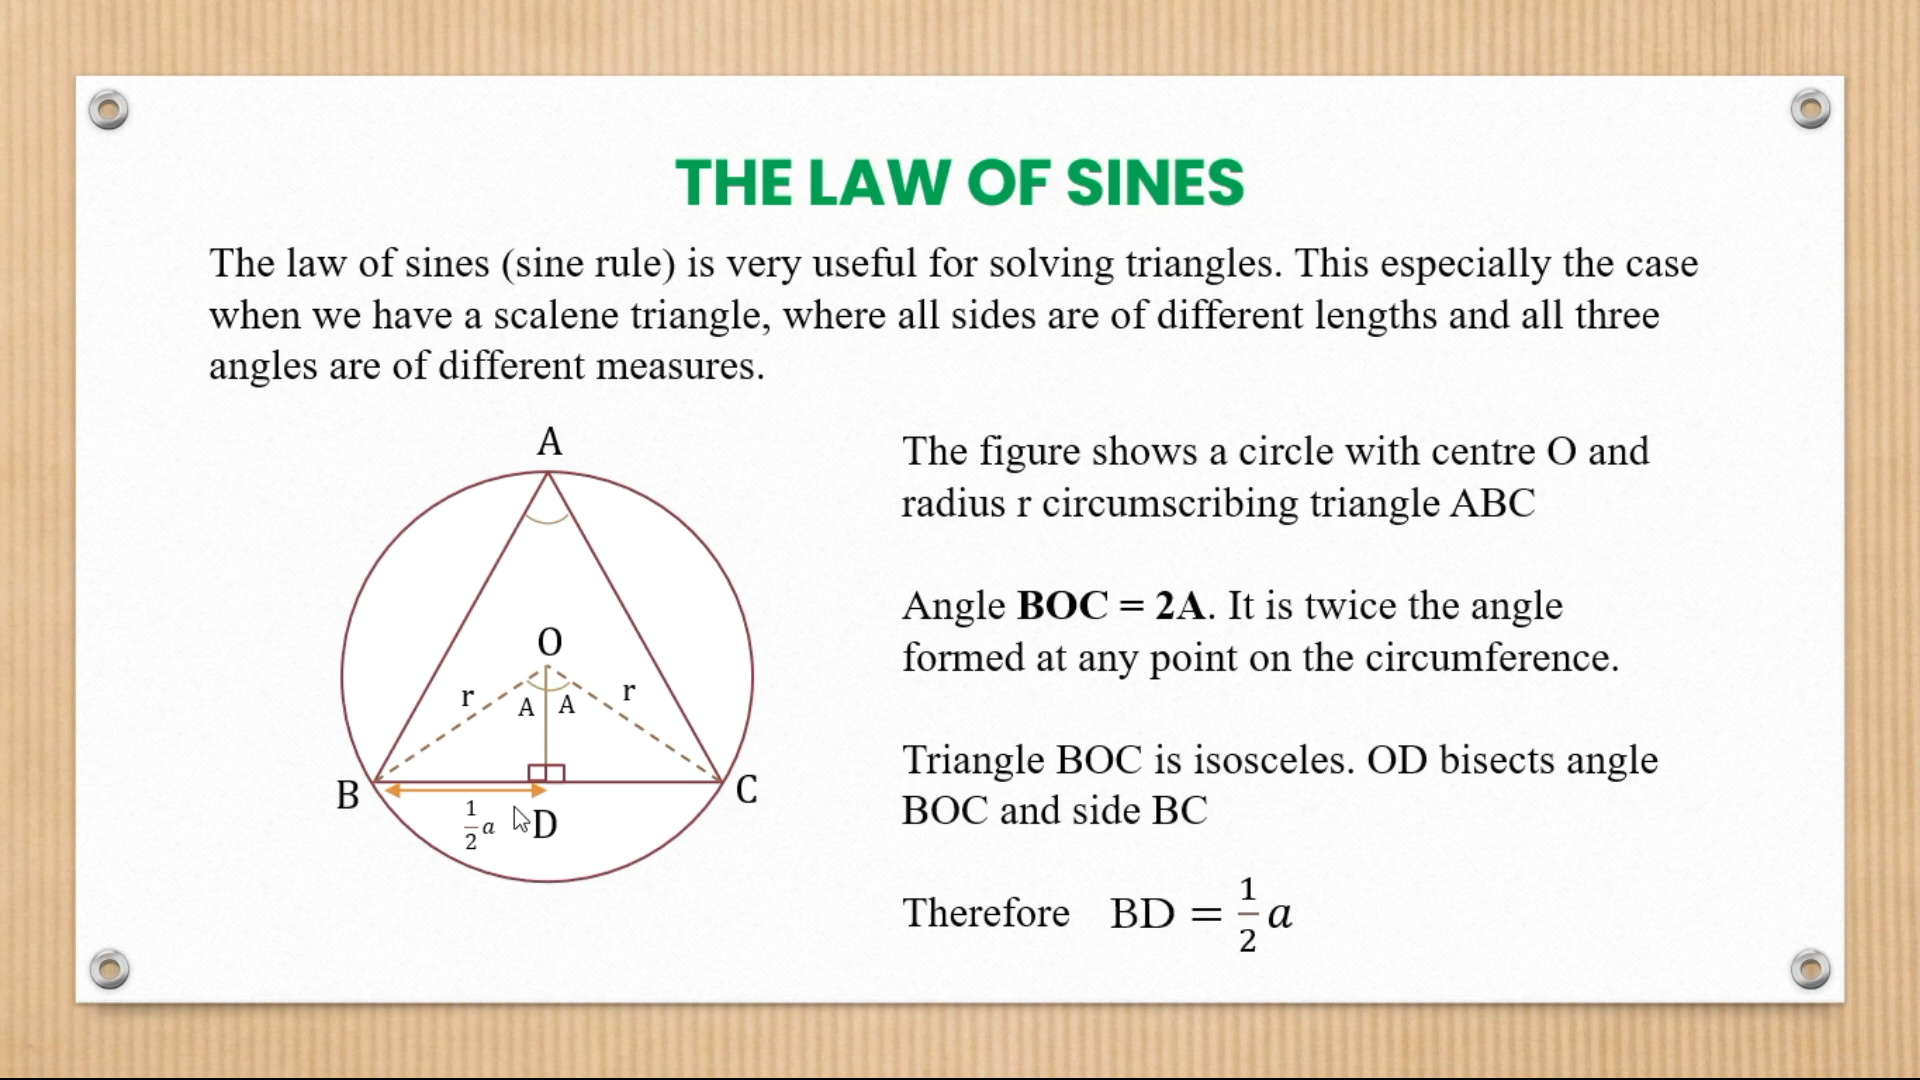 THE LAW OF SINES
The law of sines (sine rule) is very useful for solving triangles. This especially the case
when we have a scalene triangle, where all sides are of different lengths and all three
angles are of different measures.
A
O
r
r
A
A
B
C
1/2 a
D
The figure shows a circle with centre O and
radius r circumscribing triangle ABC
Angle BOC = 2A. It is twice the angle
formed at any point on the circumference.
Triangle BOC is isosceles. OD bisects angle
BOC and side BC
Therefore BD = 1/2 a